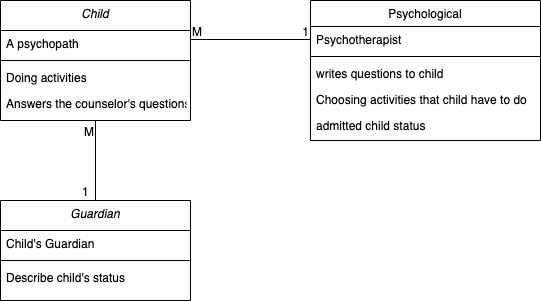 Child
A psychopath
Doing activities
Answers the counselor's questions
M
1
Psychological
Psychotherapist
writes questions to child
Choosing activities that child have to do
admitted child status
M
1
Guardian
Child's Guardian
Describe child's status